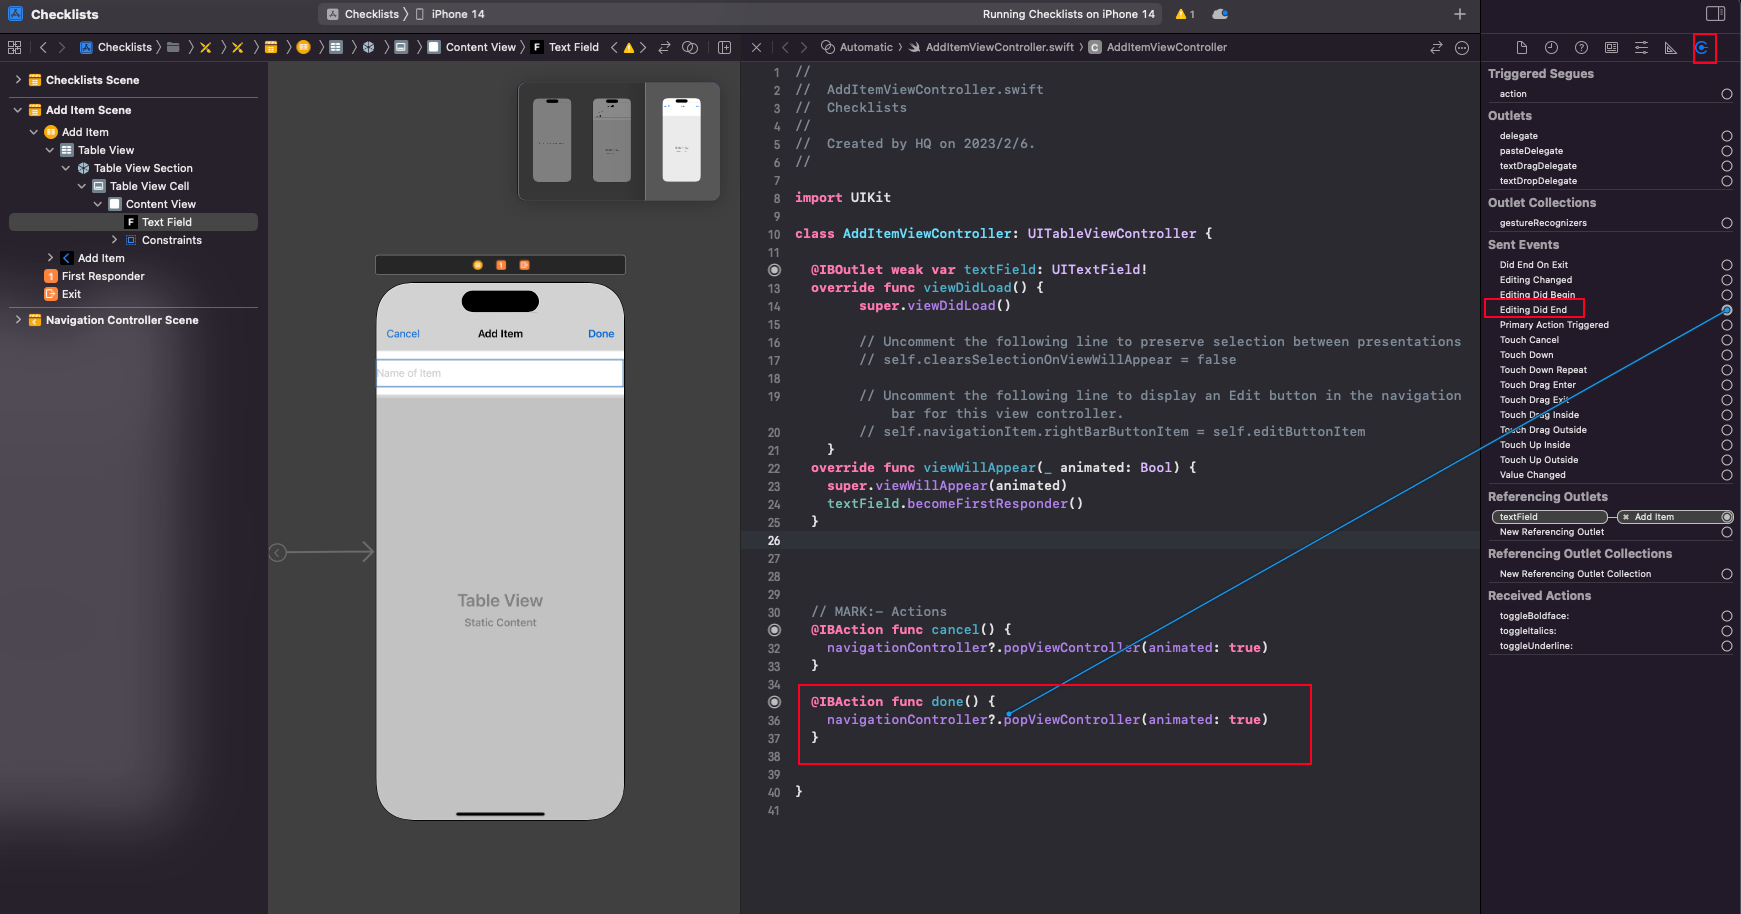 Checklists
Checklists
iPhone 14
Running Checklists on iPhone 14
1
Checklists
Content View
F Text Field
Automatic
AddItemViewController.swift
C AddItemViewController
Checklists Scene
Add Item Scene
Add Item
Table View
Table View Section
Table View Cell
Content View
F Text Field
Constraints
Add Item
1 First Responder
Exit
Navigation Controller Scene
1
Cancel
Add Item
Done
Name of Item
Table View
Static Content
1 //
2 //  AddItemViewController.swift
3 //  Checklists
4 //
5 //  Created by HQ on 2023/2/6.
6 //
7
8 import UIKit
9
10 class AddItemViewController: UITableViewController {
11
@IBOutlet weak var textField: UITextField!
13 override func viewDidLoad() {
14 super.viewDidLoad()
15
16 // Uncomment the following line to preserve selection between presentations
17 // self.clearsSelectionOnViewWillAppear = false
18
19 // Uncomment the following line to display an Edit button in the navigation
bar for this view controller.
20 // self.navigationItem.rightBarButtonItem = self.editButtonItem
21 }
22 override func viewWillAppear(_ animated: Bool) {
23 super.viewWillAppear(animated)
24 textField.becomeFirstResponder()
25 }
26
27
28
29
30 // MARK:- Actions
@IBAction func cancel() {
32 navigationController?.popViewController(animated: true)
33 }
34
@IBAction func done() {
36 navigationController?.popViewController(animated: true)
37 }
38
39
40 }
41
Triggered Segues
action
Outlets
delegate
pasteDelegate
textDragDelegate
textDropDelegate
Outlet Collections
gestureRecognizers
Sent Events
Did End On Exit
Editing Changed
Editing Did Begin
Editing Did End
Primary Action Triggered
Touch Cancel
Touch Down
Touch Down Repeat
Touch Drag Enter
Touch Drag Exit
Touch Drag Inside
Touch Drag Outside
Touch Up Inside
Touch Up Outside
Value Changed
Referencing Outlets
textField
Add Item
New Referencing Outlet
Referencing Outlet Collections
New Referencing Outlet Collection
Received Actions
toggleBoldface:
toggleItalics:
toggleUnderline: